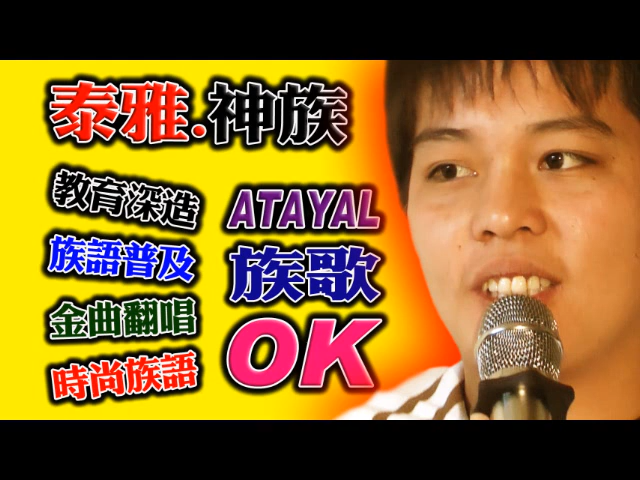 泰雅.神族
教育深造
族語普及
金曲翻唱
時尚族語
ATAYAL
族歌
OK